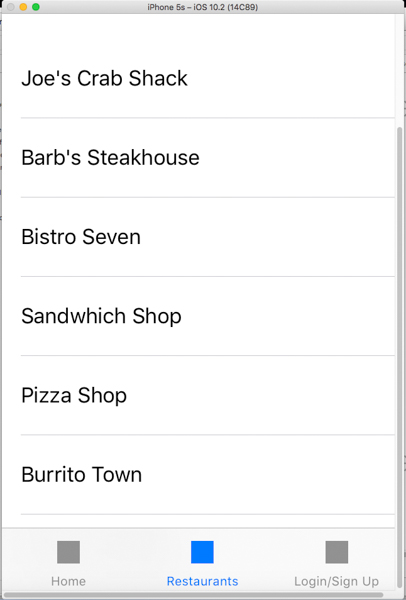 iPhone 5s – iOS 10.2 (14C89)
Joe's Crab Shack
Barb's Steakhouse
Bistro Seven
Sandwhich Shop
Pizza Shop
Burrito Town
Home
Restaurants
Login/Sign Up